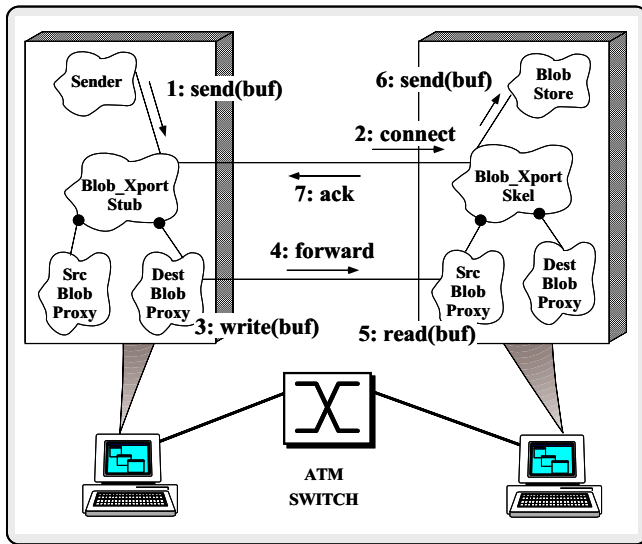 Sender
1: send(buf)
6: send(buf)
Blob
Store
2: connect
Blob_Xport
Stub
7: ack
Blob_Xport
Skel
4: forward
Src
Blob
Proxy
Dest
Blob
Proxy
Src
Blob
Proxy
Dest
Blob
Proxy
3: write(buf)
5: read(buf)
ATM
SWITCH